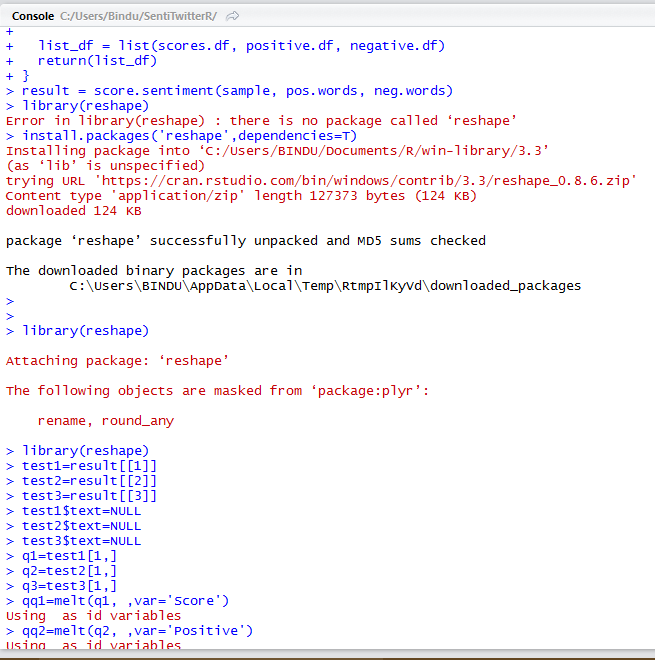 Console C:/Users/Bindu/SentiTwitterR/
+
+   list_df = list(scores.df, positive.df, negative.df)
+   return(list_df)
+ }
> result = score.sentiment(sample, pos.words, neg.words)
> library(reshape)
Error in library(reshape) : there is no package called ‘reshape’
> install.packages('reshape',dependencies=T)
Installing package into ‘C:/Users/BINDU/Documents/R/win-library/3.3’
(as ‘lib’ is unspecified)
trying URL 'https://cran.rstudio.com/bin/windows/contrib/3.3/reshape_0.8.6.zip'
Content type 'application/zip' length 127373 bytes (124 KB)
downloaded 124 KB
package ‘reshape’ successfully unpacked and MD5 sums checked
The downloaded binary packages are in
        C:\Users\BINDU\AppData\Local\Temp\RtmpIlKyVd\downloaded_packages
>
>
> library(reshape)
Attaching package: ‘reshape’
The following objects are masked from ‘package:plyr’:
    rename, round_any
> library(reshape)
> test1=result[[1]]
> test2=result[[2]]
> test3=result[[3]]
> test1$text=NULL
> test2$text=NULL
> test3$text=NULL
> q1=test1[1,]
> q2=test2[1,]
> q3=test3[1,]
> qq1=melt(q1, ,var='Score')
Using  as id variables
> qq2=melt(q2, ,var='Positive')
Using  as id variables